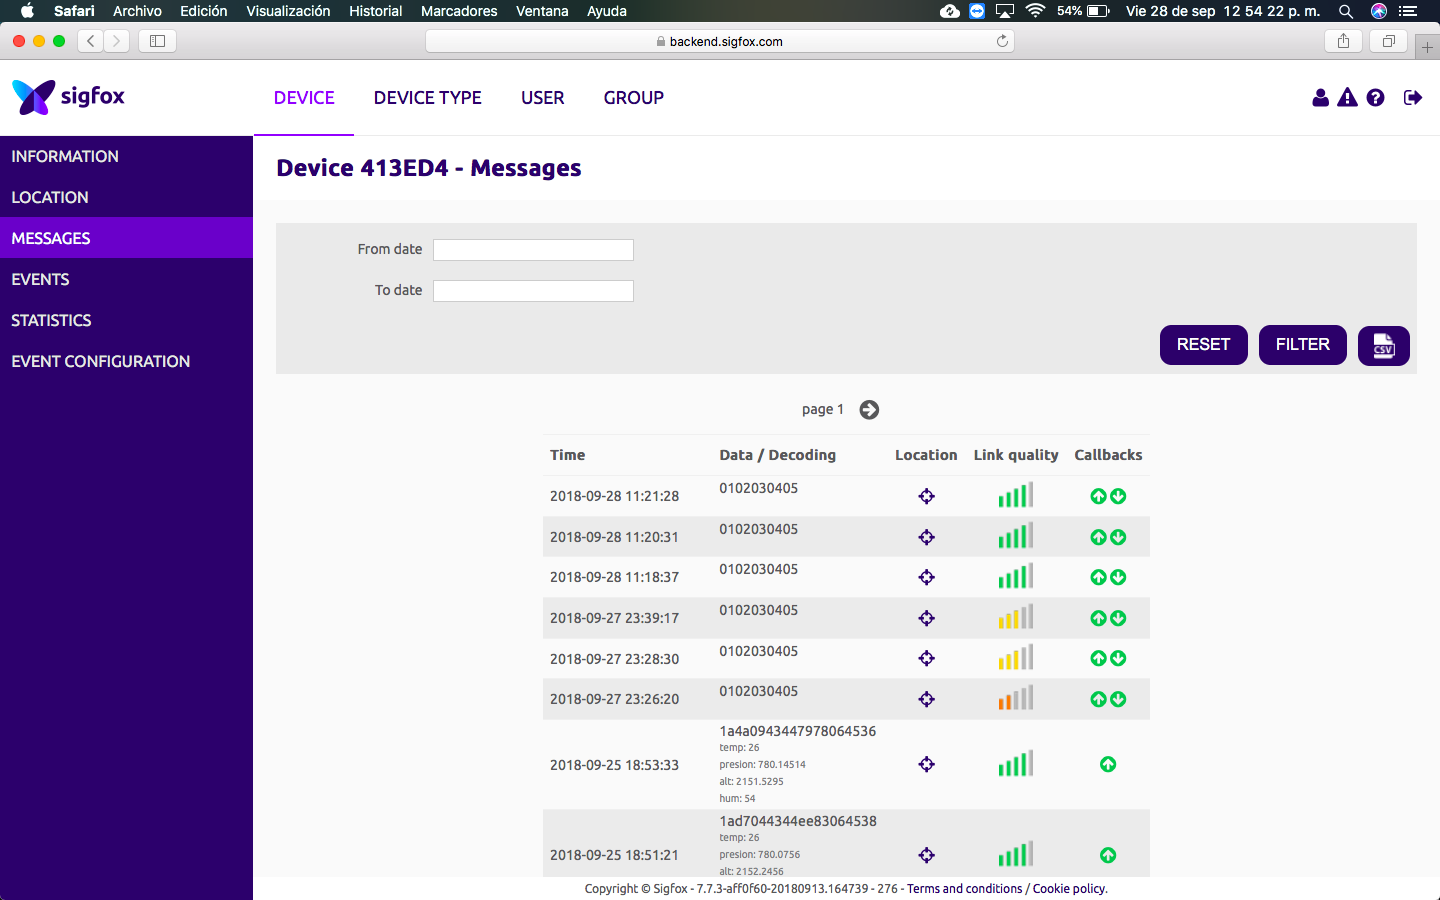 Safari Archivo Edición Visualización Historial Marcadores Ventana Ayuda 54% Vie 28 de sep 12 54 22 p. m.
backend.sigfox.com
sigfox DEVICE DEVICE TYPE USER GROUP
INFORMATION
LOCATION
MESSAGES
EVENTS
STATISTICS
EVENT CONFIGURATION
Device 413ED4 - Messages
From date
To date
RESET FILTER CSV
page 1
Time Data / Decoding Location Link quality Callbacks
2018-09-28 11:21:28 0102030405
2018-09-28 11:20:31 0102030405
2018-09-28 11:18:37 0102030405
2018-09-27 23:39:17 0102030405
2018-09-27 23:28:30 0102030405
2018-09-27 23:26:20 0102030405
2018-09-25 18:53:33 1a4a0943447978064536
temp: 26
presion: 780.14514
alt: 2151.5295
hum: 54
2018-09-25 18:51:21 1ad7044344ee83064538
temp: 26
presion: 780.0756
alt: 2152.2456
Copyright © Sigfox - 7.7.3-aff0f60-20180913.164739 - 276 - Terms and conditions / Cookie policy.